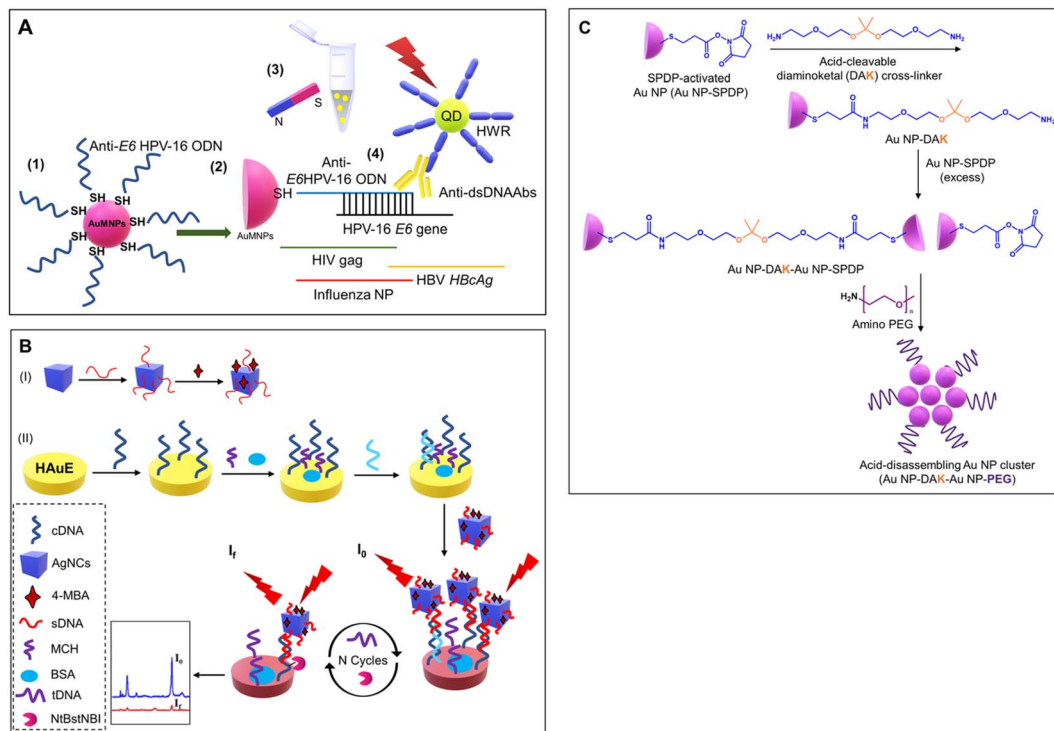 A
(3)
S
N
QD
HWR
(1)
Anti-E6 HPV-16 ODN
(2)
Anti-
E6HPV-16 ODN
(4)
Anti-dsDNAAbs
SH
SH
SH
SH
SH
SH
SH
SH
AuMNPs
AuMNPs
HPV-16 E6 gene
HIV gag
HBV HBcAg
Influenza NP
B
(I)
(II)
HAuE
cDNA
AgNCs
4-MBA
sDNA
MCH
BSA
tDNA
NtBstNBI
If
I0
N Cycles
I0
If
C
S
O
O
N
O
O
H2N
O
O
O
O
NH2
SPDP-activated
Au NP (Au NP-SPDP)
Acid-cleavable
diaminoketal (DAK) cross-linker
S
O
N
H
O
O
O
O
NH2
Au NP-DAK
Au NP-SPDP
(excess)
S
O
N
H
O
O
O
O
H
N
O
S
S
O
O
N
O
O
Au NP-DAK-Au NP-SPDP
H2N
O
n
Amino PEG
Acid-disassembling Au NP cluster
(Au NP-DAK-Au NP-PEG)